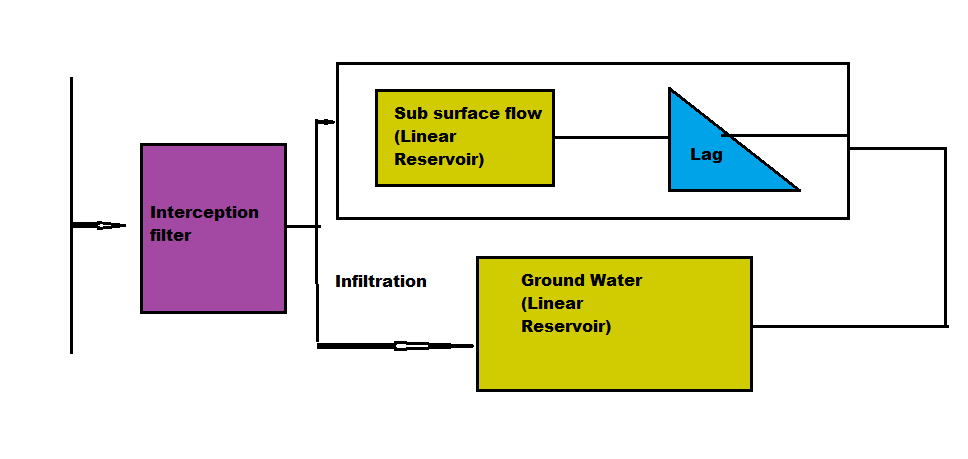 Sub surface flow
(Linear
Reservoir)
Lag
Interception
filter
Infiltration
Ground Water
(Linear
Reservoir)